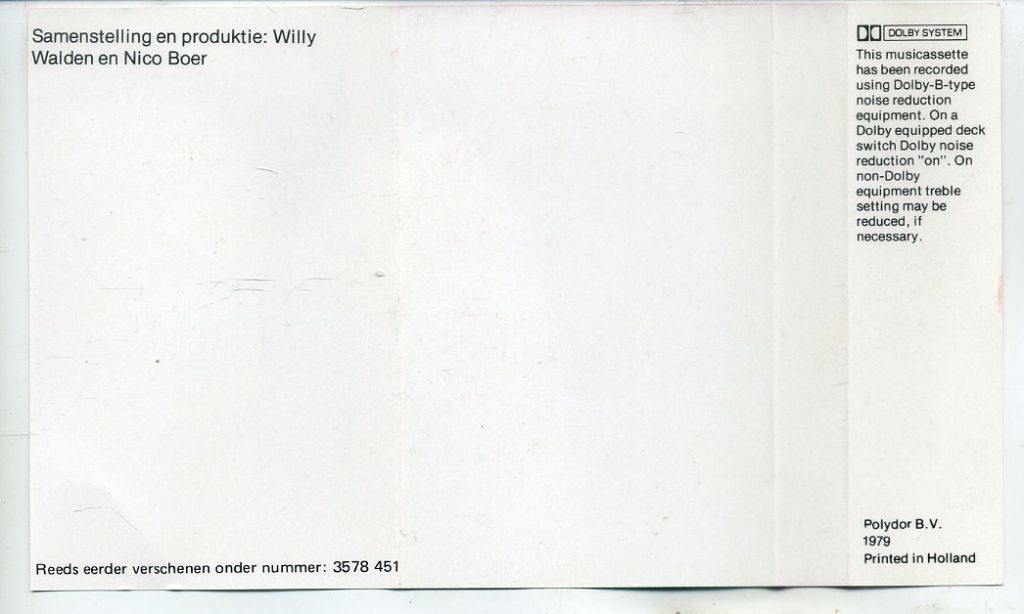 Samenstelling en produktie: Willy
Walden en Nico Boer
Reeds eerder verschenen onder nummer: 3578 451
DOLBY SYSTEM
This musicassette
has been recorded
using Dolby-B-type
noise reduction
equipment. On a
Dolby equipped deck
switch Dolby noise
reduction "on". On
non-Dolby
equipment treble
setting may be
reduced, if
necessary.
Polydor B.V.
1979
Printed in Holland